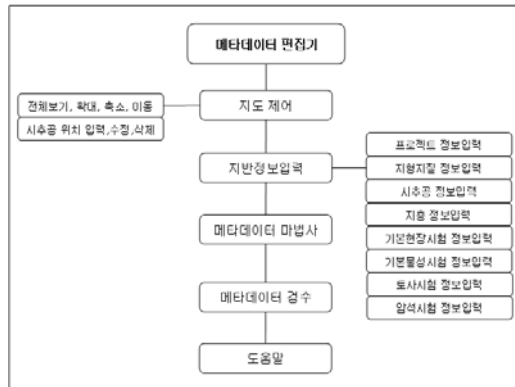 메타데이터 편집기
전체보기, 확대, 축소, 이동
지도 제어
시추공 위치 입력,수정,삭제
지반정보입력
프로젝트 정보입력
지형지질 정보입력
시추공 정보입력
지층 정보입력
기본현장시험 정보입력
기본물성시험 정보입력
토사시험 정보입력
암석시험 정보입력
메타데이터 마법사
메타데이터 검수
도움말